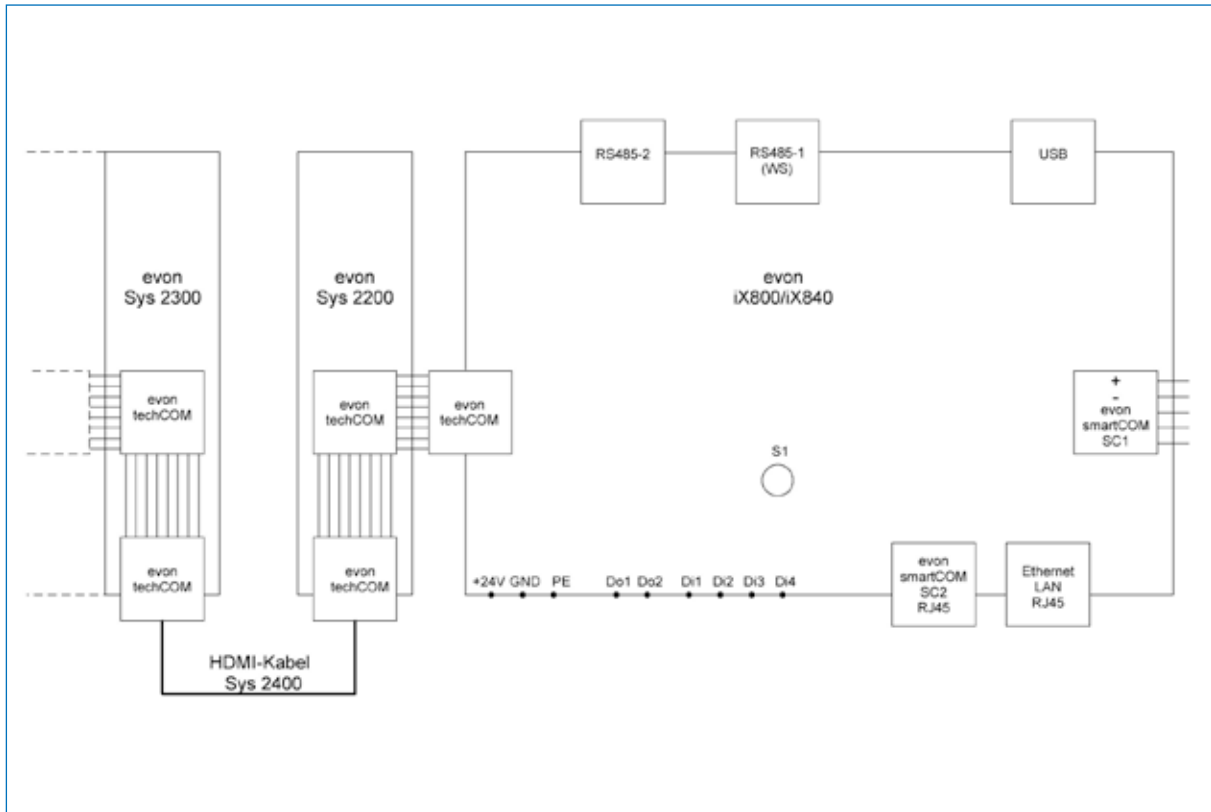 RS485-2
RS485-1
(WS)
USB
evon
Sys 2300
evon
Sys 2200
evon
iX800/iX840
evon
techCOM
evon
techCOM
evon
techCOM
+
-
evon
smartCOM
SC1
S1
evon
techCOM
evon
techCOM
+24V GND PE Do1 Do2 Di1 Di2 Di3 Di4
evon
smartCOM
SC2
RJ45
Ethernet
LAN
RJ45
HDMI-Kabel
Sys 2400